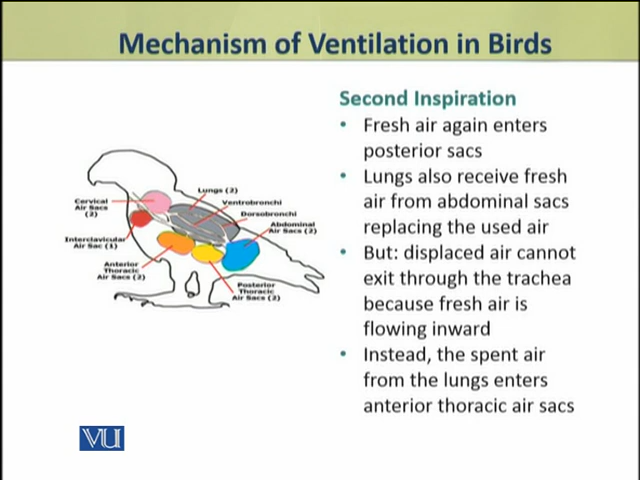 Mechanism of Ventilation in Birds
Second Inspiration
• Fresh air again enters
posterior sacs
• Lungs also receive fresh
air from abdominal sacs
replacing the used air
• But: displaced air cannot
exit through the trachea
because fresh air is
flowing inward
• Instead, the spent air
from the lungs enters
anterior thoracic air sacs
Lungs (2)
Cervical
Air Sacs
(2)
Ventrobronchi
Dorsobronchi
Abdominal
Air Sacs (2)
Interclavicular
Air Sac (1)
Anterior
Thoracic
Air Sacs (2)
Posterior
Thoracic
Air Sacs (2)
VU